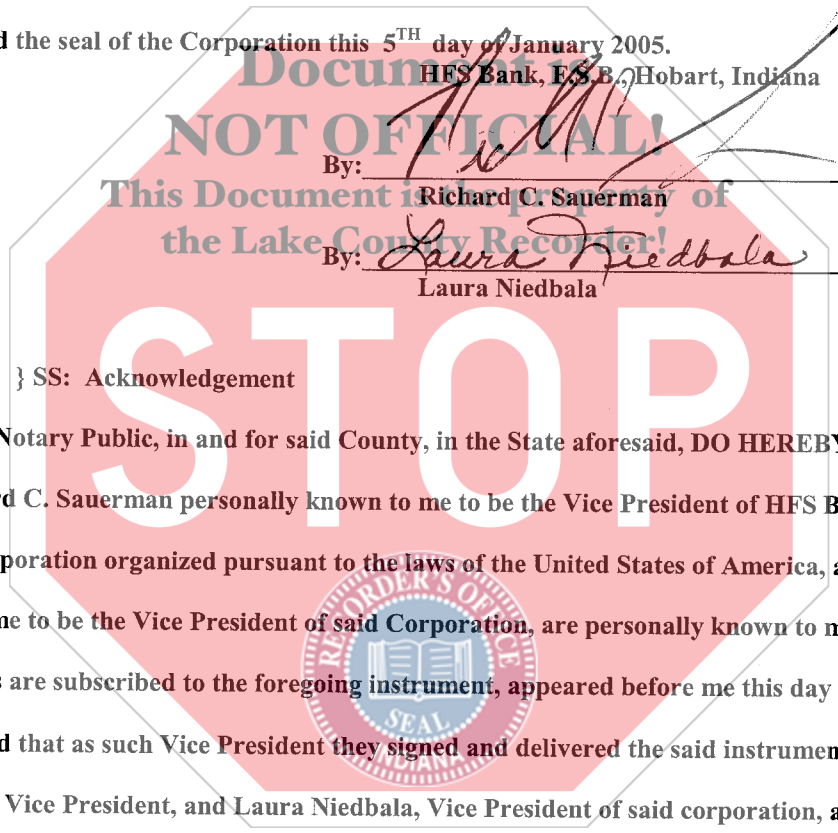 d the seal of the Corporation this 5TH day of January 2005.
HFS Bank, F.S.B., Hobart, Indiana
Document is
NOT OFFICIAL!
By:
Richard C. Sauerman
This Document is the property of
the Lake County Recorder!
By: Laura Niedbala
Laura Niedbala
STOP
} SS: Acknowledgement
Notary Public, in and for said County, in the State aforesaid, DO HEREBY
d C. Sauerman personally known to me to be the Vice President of HFS B
poration organized pursuant to the laws of the United States of America, a
me to be the Vice President of said Corporation, are personally known to m
s are subscribed to the foregoing instrument, appeared before me this day
d that as such Vice President they signed and delivered the said instrumen
Vice President, and Laura Niedbala, Vice President of said corporation, a
RECORDER'S OFFICE
SEAL
INDIANA